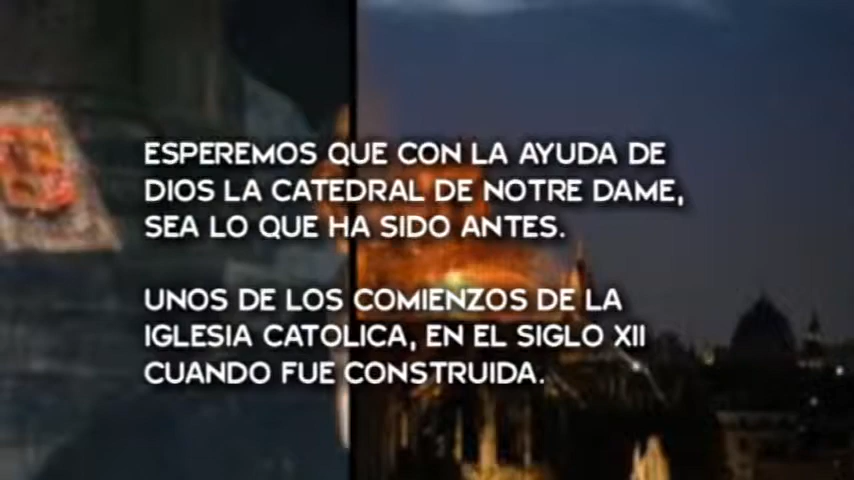 ESPEREMOS QUE CON LA AYUDA DE
DIOS LA CATEDRAL DE NOTRE DAME,
SEA LO QUE HA SIDO ANTES.
UNOS DE LOS COMIENZOS DE LA
IGLESIA CATOLICA, EN EL SIGLO XII
CUANDO FUE CONSTRUIDA.